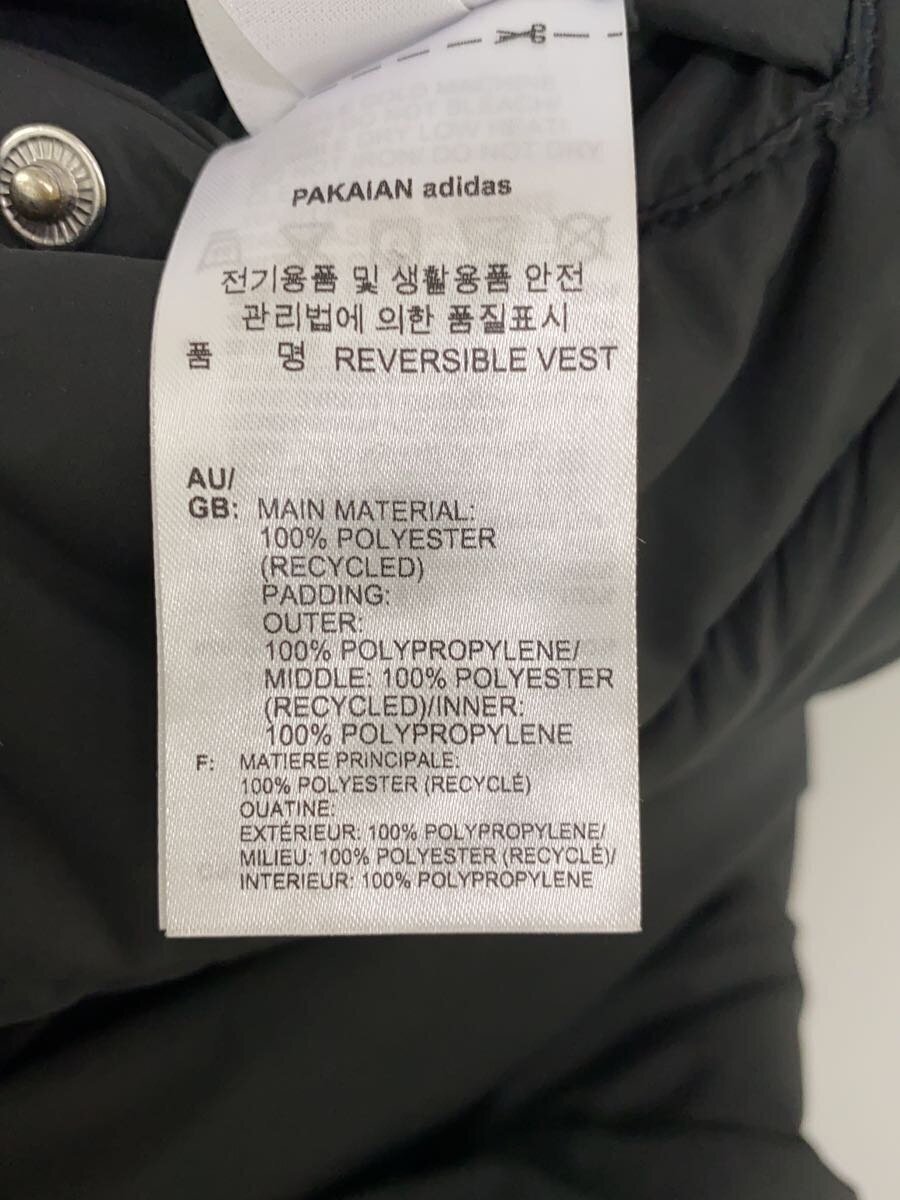 PAKAIAN adidas
전기용품 및 생활용품 안전
관리법에 의한 품질표시
품 명 REVERSIBLE VEST
AU/
GB: MAIN MATERIAL:
100% POLYESTER
(RECYCLED)
PADDING:
OUTER:
100% POLYPROPYLENE/
MIDDLE: 100% POLYESTER
(RECYCLED)/INNER:
100% POLYPROPYLENE
F: MATIERE PRINCIPALE:
100% POLYESTER (RECYCLÉ)
OUATINE:
EXTÉRIEUR: 100% POLYPROPYLENE/
MILIEU: 100% POLYESTER (RECYCLÉ)/
INTERIEUR: 100% POLYPROPYLENE